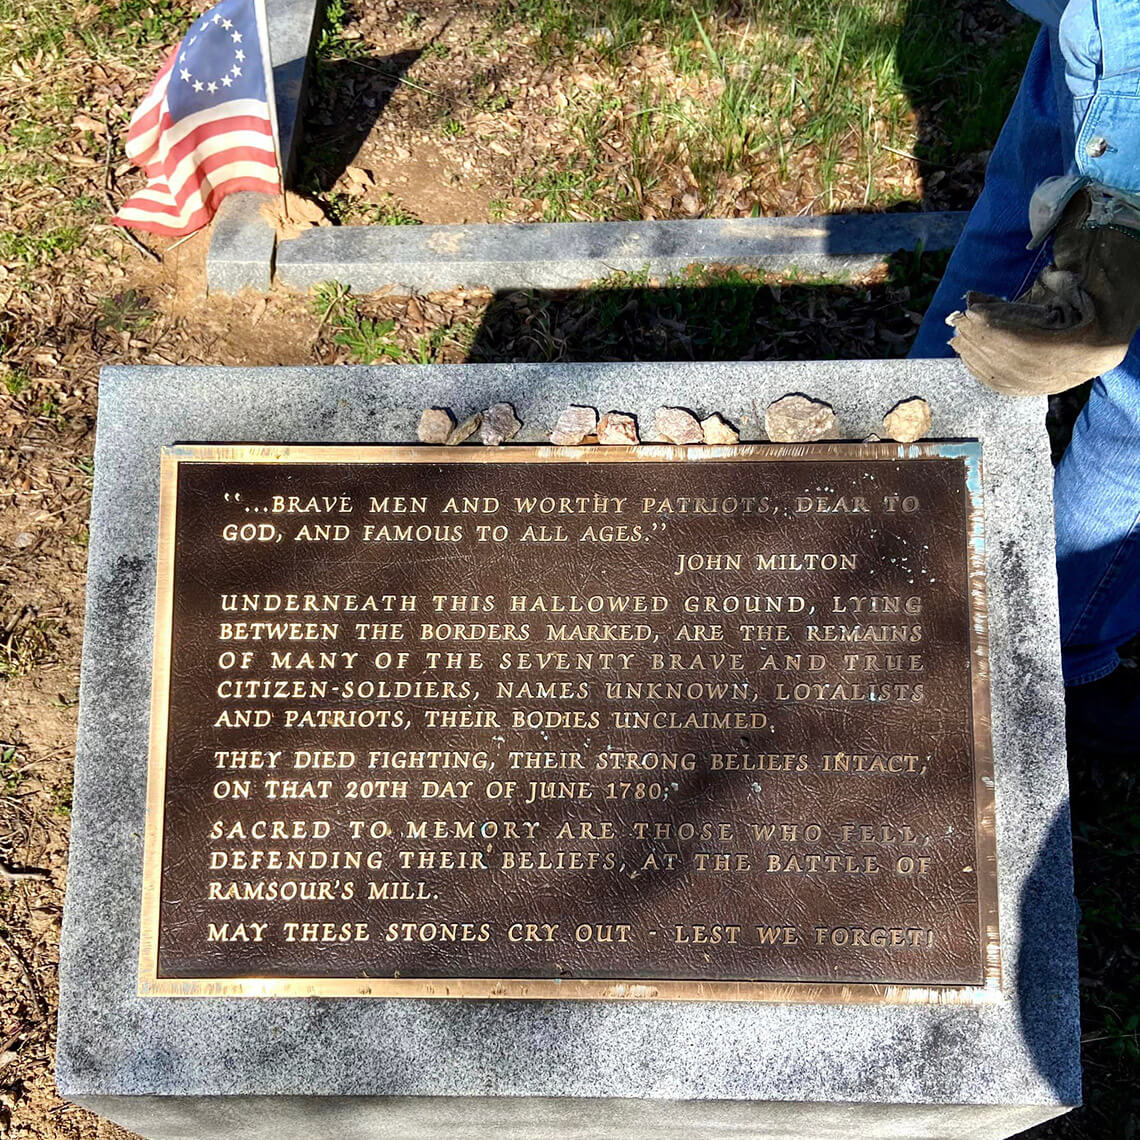 “...BRAVE MEN AND WORTHY PATRIOTS, DEAR TO
GOD, AND FAMOUS TO ALL AGES.”
JOHN MILTON
UNDERNEATH THIS HALLOWED GROUND, LYING
BETWEEN THE BORDERS MARKED, ARE THE REMAINS
OF MANY OF THE SEVENTY BRAVE AND TRUE
CITIZEN-SOLDIERS, NAMES UNKNOWN, LOYALISTS
AND PATRIOTS, THEIR BODIES UNCLAIMED.
THEY DIED FIGHTING, THEIR STRONG BELIEFS INTACT,
ON THAT 20TH DAY OF JUNE 1780.
SACRED TO MEMORY ARE THOSE WHO FELL,
DEFENDING THEIR BELIEFS, AT THE BATTLE OF
RAMSOUR'S MILL.
MAY THESE STONES CRY OUT - LEST WE FORGET!